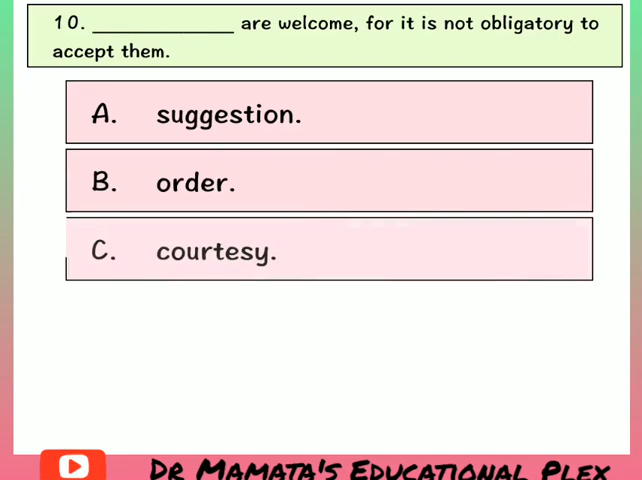 10. ____________ are welcome, for it is not obligatory to
accept them.
A. suggestion.
B. order.
C. courtesy.
DR MAMATA'S EDUCATIONAL PLEX